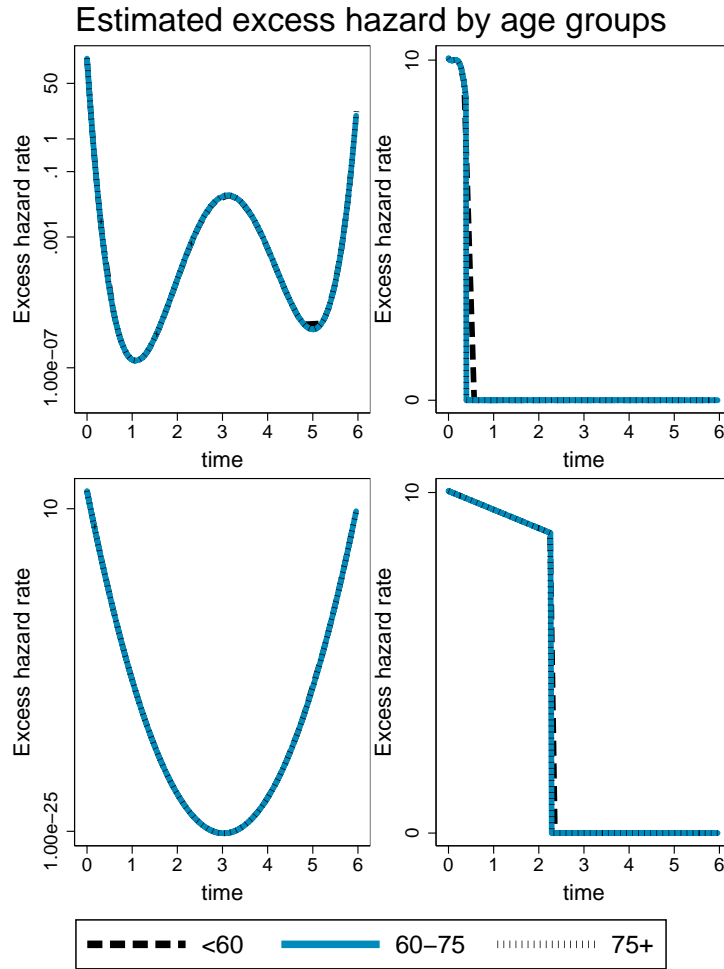 Estimated excess hazard by age groups
Excess hazard rate
50
1
.1
.001
1.00e−07
0 1 2 3 4 5 6
time
Excess hazard rate
10
0
0 1 2 3 4 5 6
time
Excess hazard rate
10
1.00e−25
0 1 2 3 4 5 6
time
Excess hazard rate
10
0
0 1 2 3 4 5 6
time
<60 60−75 75+